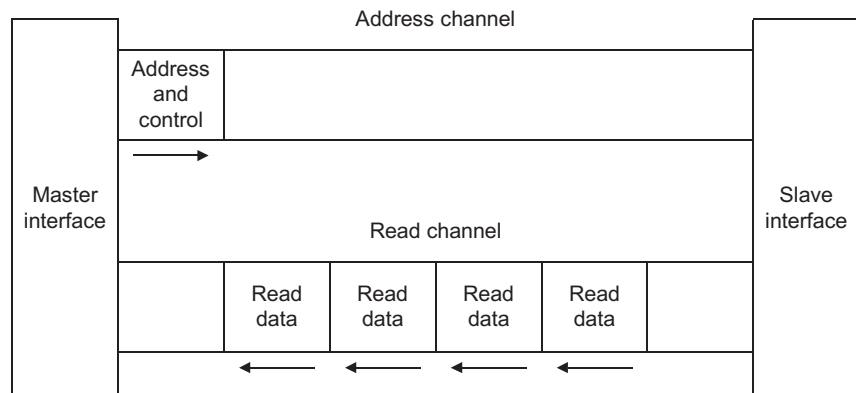 Address channel
Address
and
control
Master
interface
Slave
interface
Read channel
Read
data
Read
data
Read
data
Read
data